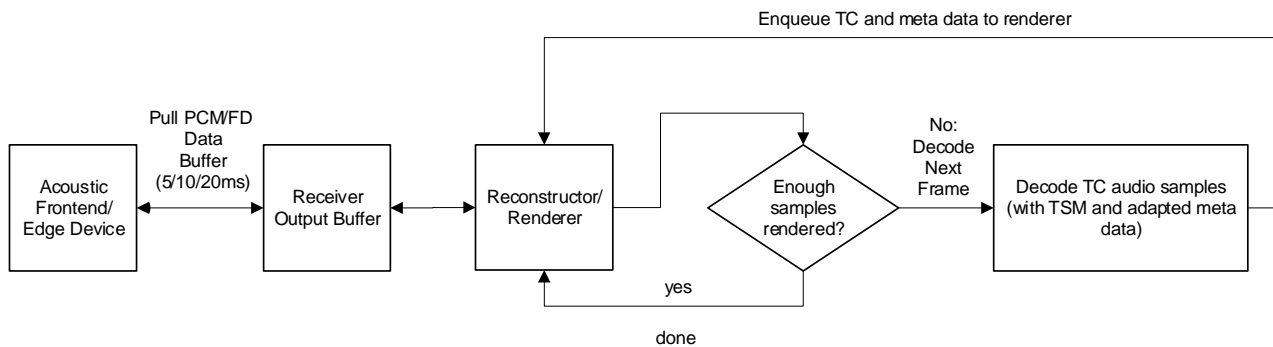 Enqueue TC and meta data to renderer
Pull PCM/FD
Data
Buffer
(5/10/20ms)
Acoustic
Frontend/
Edge Device
Receiver
Output Buffer
Reconstructor/
Renderer
Enough
samples
rendered?
No:
Decode
Next
Frame
Decode TC audio samples
(with TSM and adapted meta
data)
yes
done